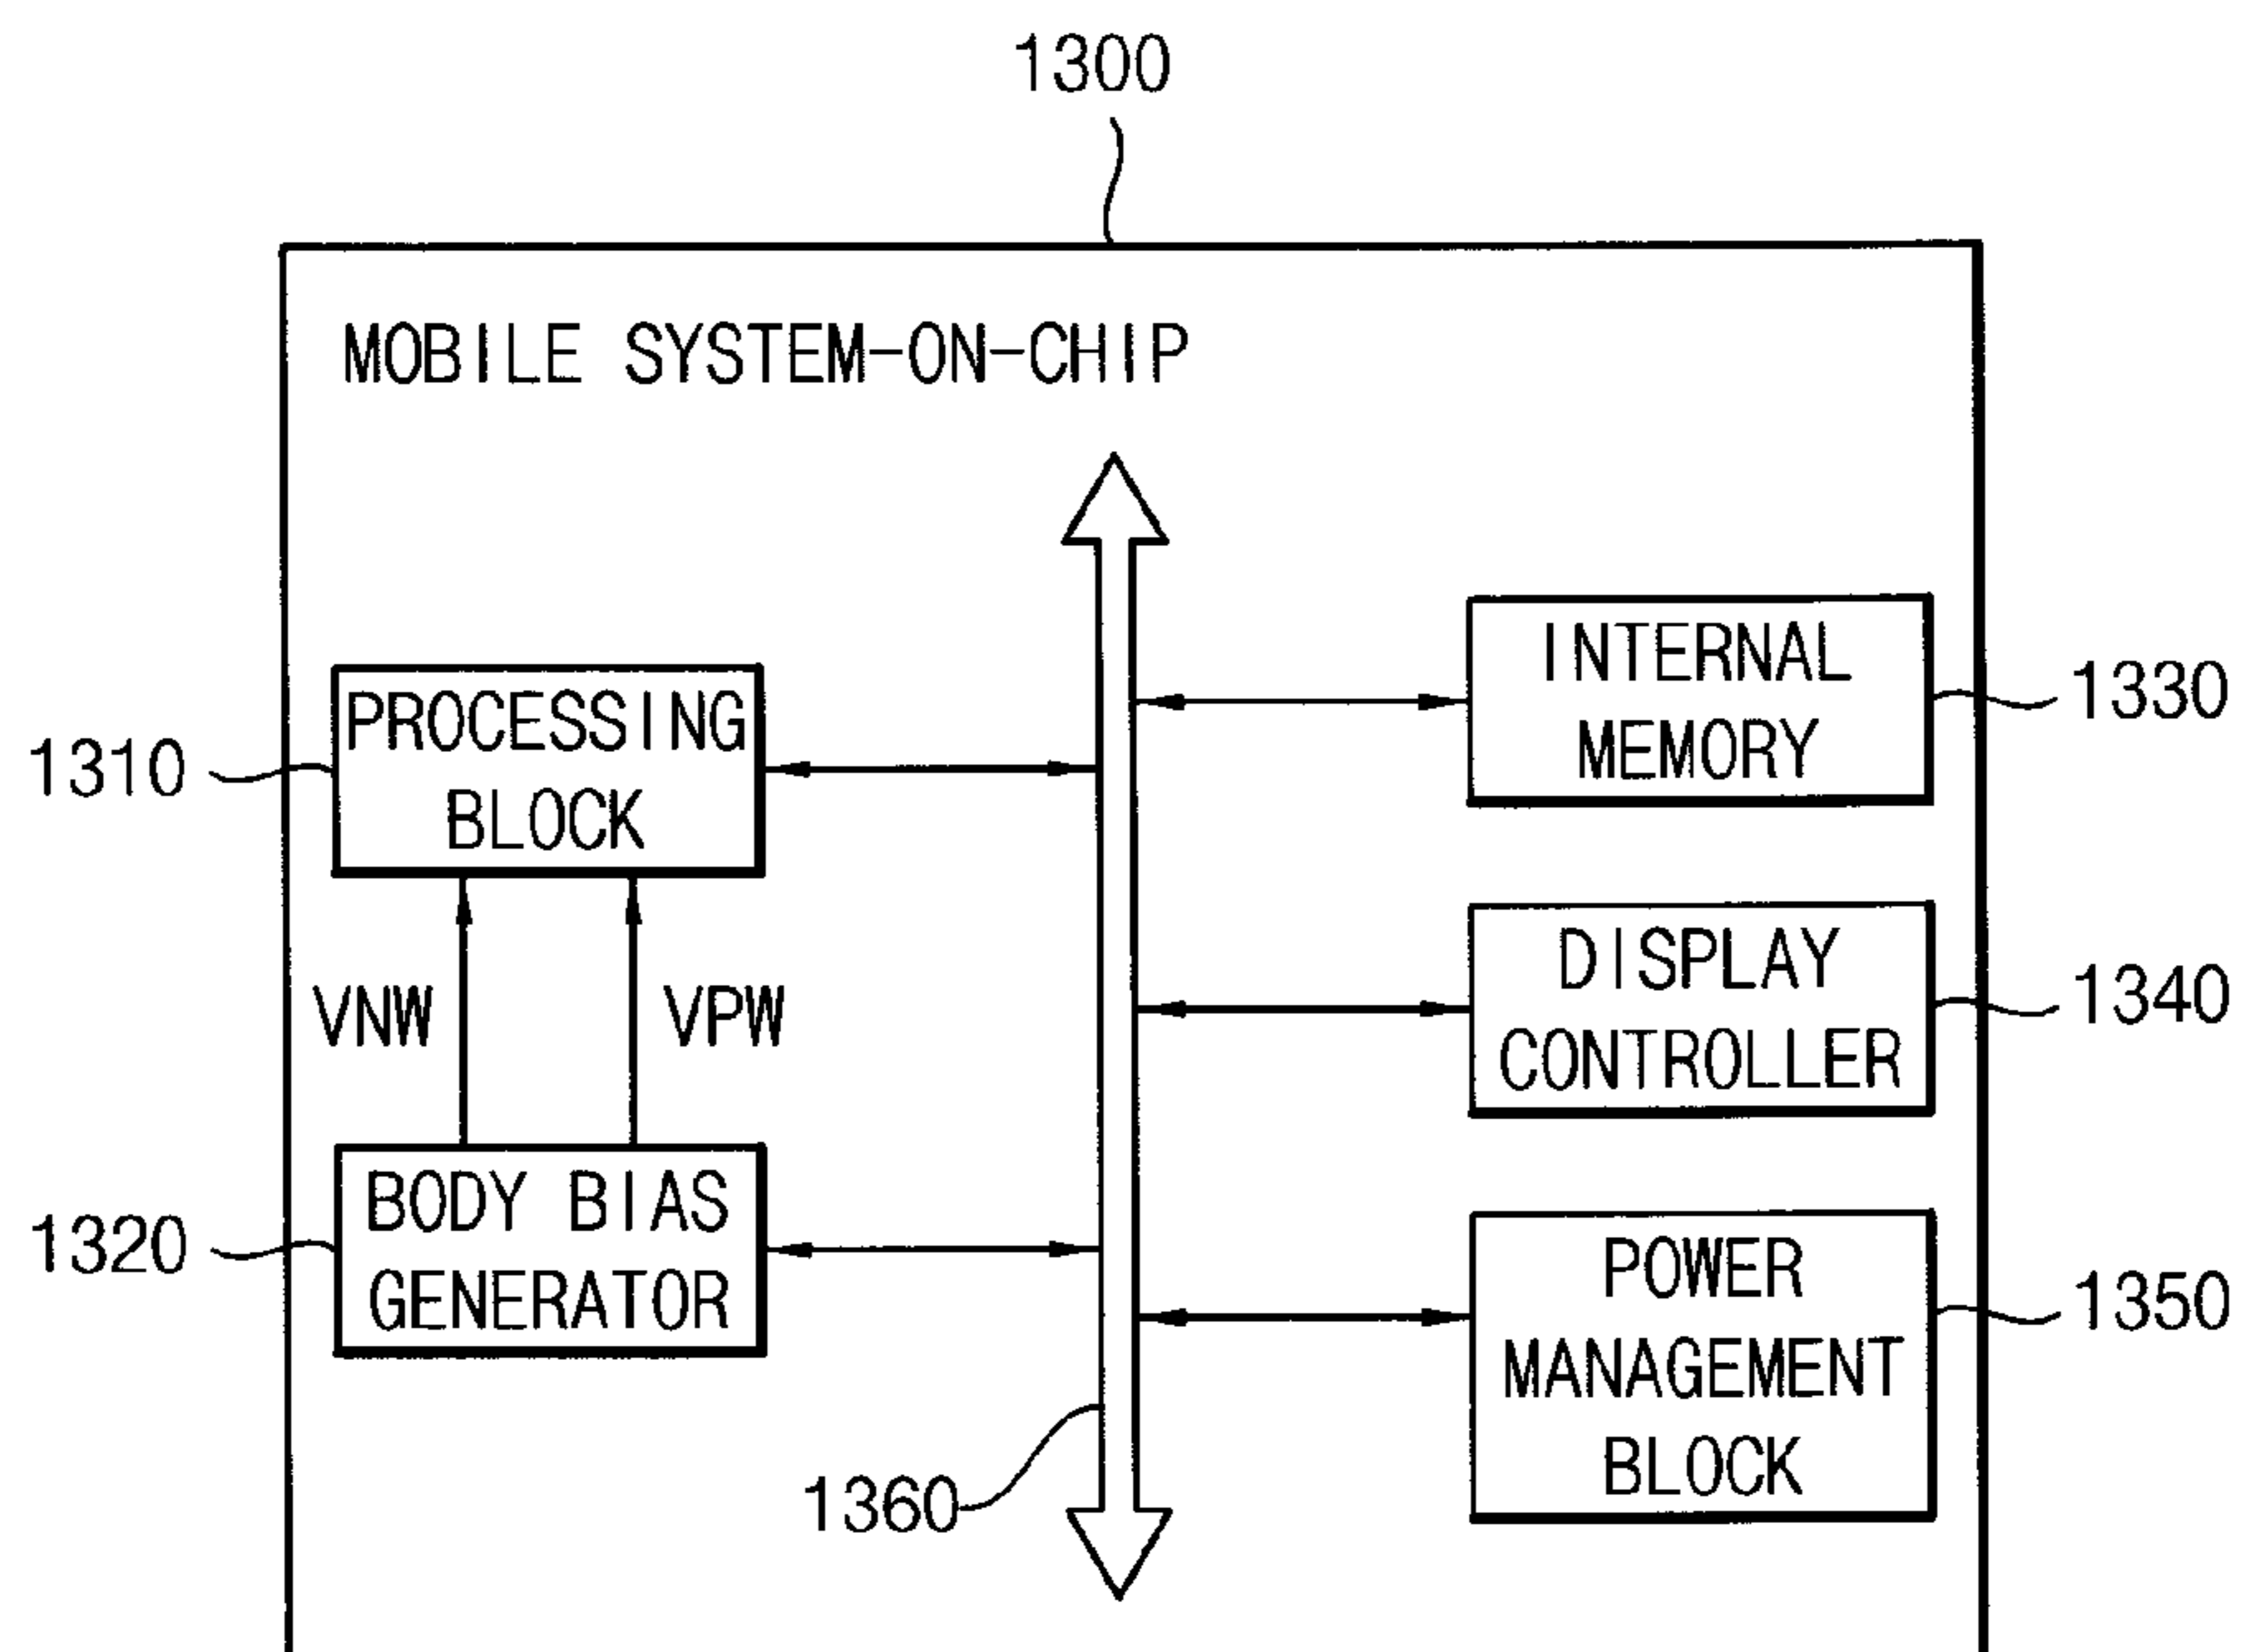 1300
MOBILE SYSTEM-ON-CHIP
INTERNAL
MEMORY
1330
1310
PROCESSING
BLOCK
DISPLAY
CONTROLLER
1340
VNW
VPW
1320
BODY BIAS
GENERATOR
POWER
MANAGEMENT
BLOCK
1350
1360